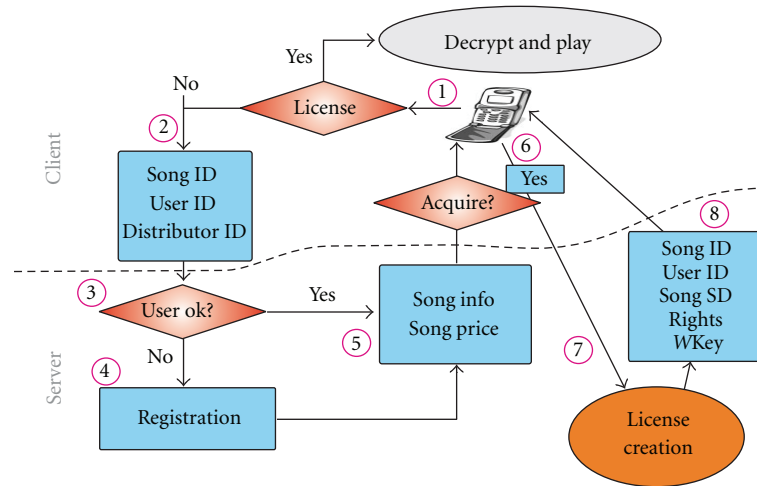 Decrypt and play
Yes
No
License
1
2
Client
Song ID
User ID
Distributor ID
6
Yes
Acquire?
8
Song ID
User ID
Song SD
Rights
WKey
3
User ok?
Yes
Song info
Song price
5
7
No
4
Server
Registration
License
creation